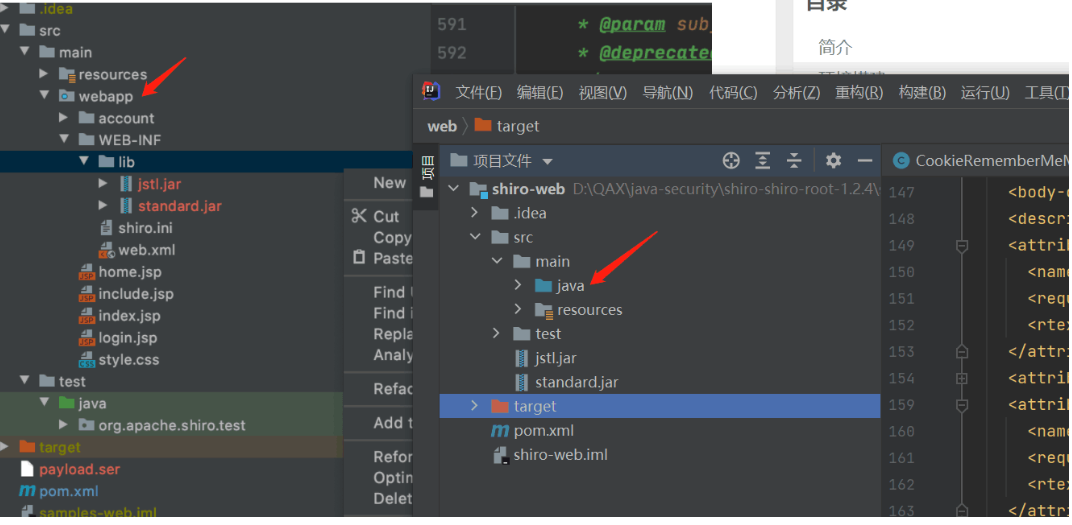 .idea
src
main
resources
webapp
account
WEB-INF
lib
jstl.jar
standard.jar
shiro.ini
web.xml
home.jsp
include.jsp
index.jsp
login.jsp
style.css
test
java
org.apache.shiro.test
target
payload.ser
pom.xml
samples-web.iml
591 * @param sub
592 * @deprecated
New
Cut
Copy
Paste
Find
Find
Repla
Analy
Refac
Add t
Refor
Optim
Delet
目录
简介
文件(F) 编辑(E) 视图(V) 导航(N) 代码(C) 分析(Z) 重构(R) 构建(B) 运行(U) 工具(T)
web target
项目
项目文件
shiro-web D:\QAX\java-security\shiro-shiro-root-1.2.4\
.idea
src
main
java
resources
test
jstl.jar
standard.jar
target
pom.xml
shiro-web.iml
CookieRememberMeM
147 <body-c
148 <descri
149 <attrib
150 <name
151 <requ
152 <rtex
153 </attri
154 <attrib
159 <attrib
160 <name
161 <requ
162 <rtex
163 </attri